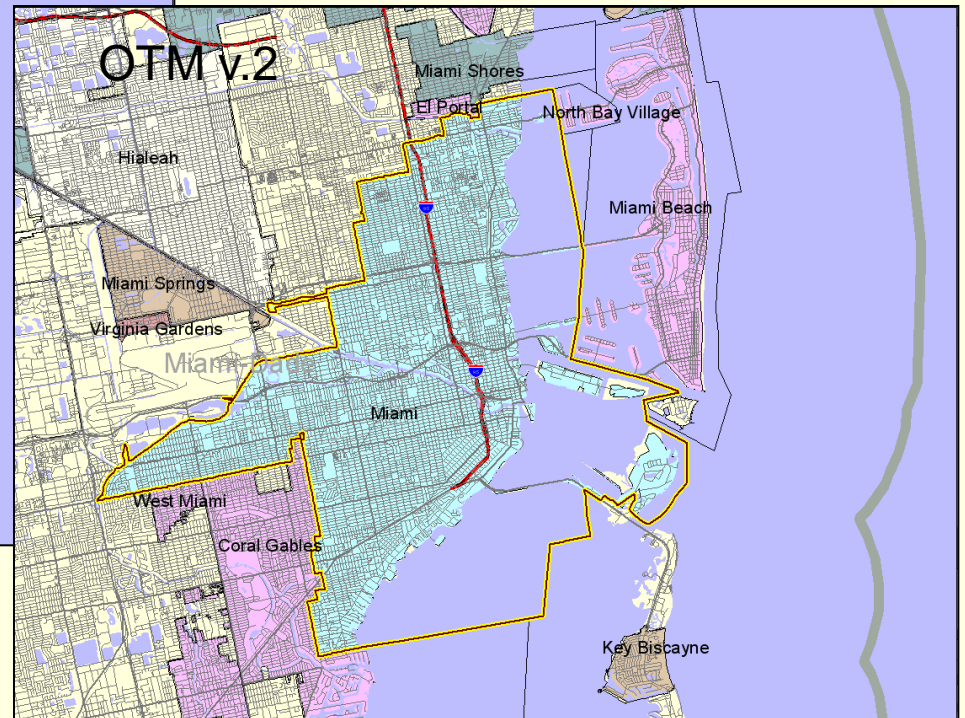 OTM v.2
Miami Shores
El Portal
North Bay Village
Hialeah
Miami Beach
Miami Springs
Virginia Gardens
Miami-Dade
Miami
West Miami
Coral Gables
Key Biscayne